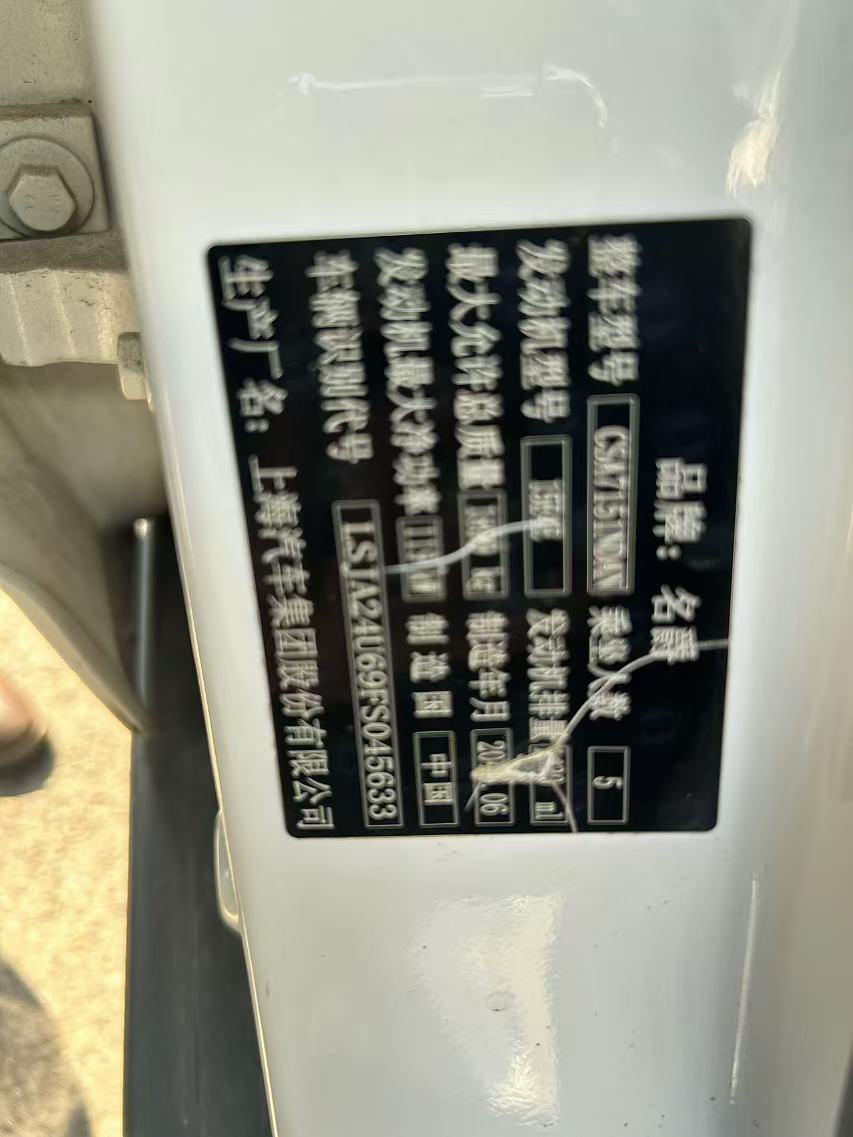 品牌：名爵
整车型号 CSA7151NDAN 乘坐人数 5
发动机型号 发动机排量 ml
最大允许总质量 kg 制造年月 06
发动机最大净功率 制造国 中国
车辆识别代号 LSJA24U69FS045633
生产厂名：上海汽车集团股份有限公司